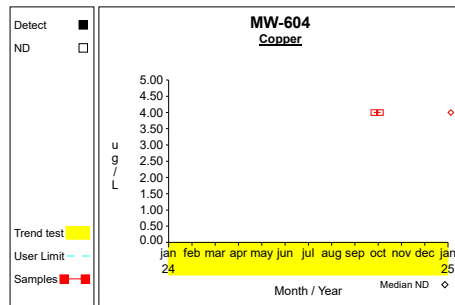 Detect
ND
Trend test
User Limit
Samples
MW-604
Copper
ug/L
5.00
4.50
4.00
3.50
3.00
2.50
2.00
1.50
1.00
0.50
0.00
jan feb mar apr may jun jul aug sep oct nov dec jan
24 25
Month / Year
Median ND